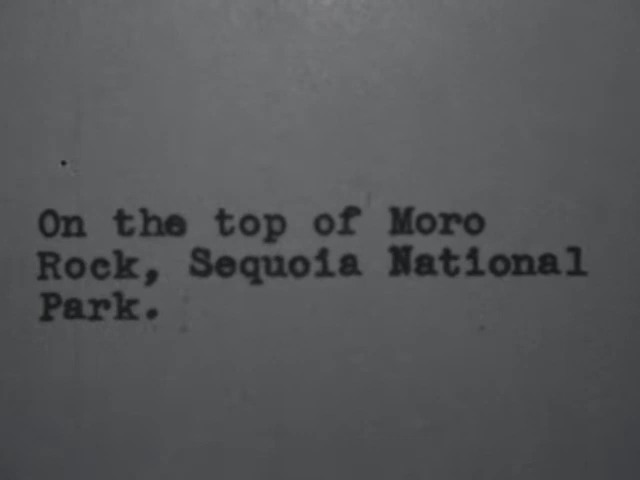 On the top of Moro
Rock, Sequoia National
Park.